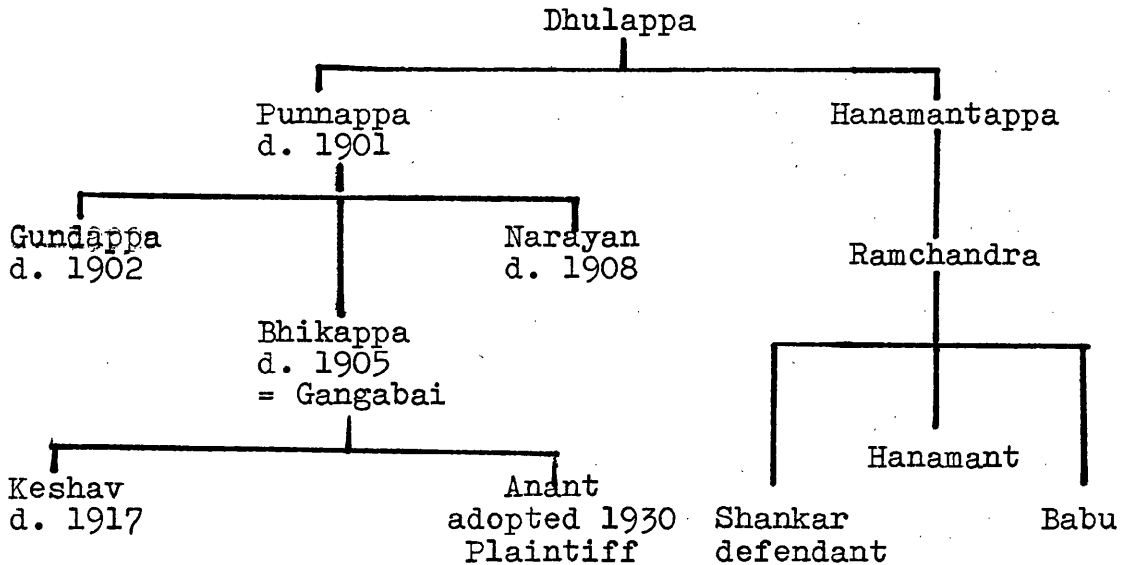 Dhulappa
Punnappa
d. 1901
Hanamantappa
Gundappa
d. 1902
Narayan
d. 1908
Ramchandra
Bhikappa
d. 1905
= Gangabai
Hanamant
Keshav
d. 1917
Anant
adopted 1930
Plaintiff
Shankar
defendant
Babu